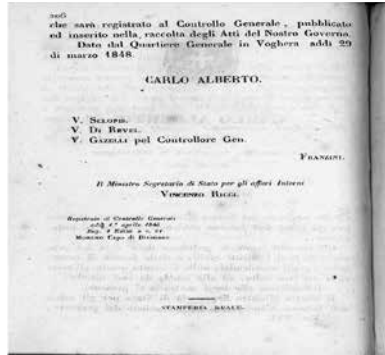 che sarà registrato al Controllo Generale, pubblicato
ed inserito nella raccolta degli Atti del Nostro Governo.
Dato dal Quartiere Generale in Voghera addì 29
di marzo 1848.
CARLO ALBERTO.
V. SCLOPIS.
V. DI REVEL.
V. GAZELLI pel Controllore Gen.
FRANZINI.
Il Ministro Segretario di Stato per gli affari Interni
VINCENZO RICCI.
Registrato al Controllo Generale
addì 1.° aprile 1848
Capo di Divisione
STAMPERIA REALE.